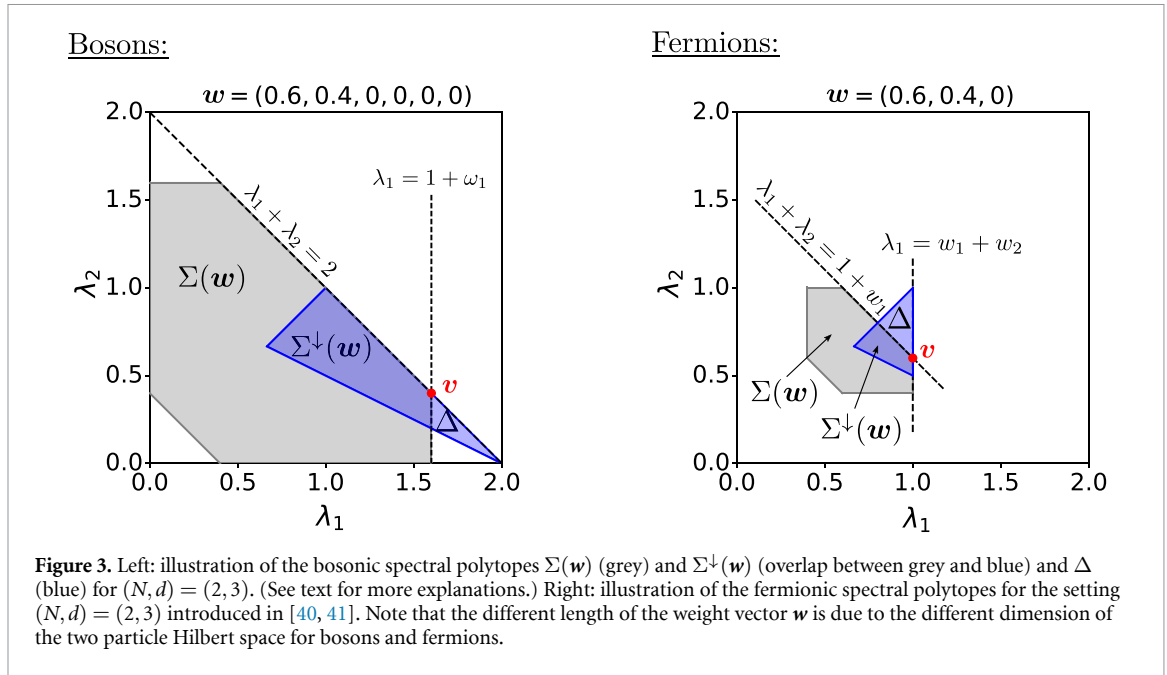 Bosons:
Fermions:
w = (0.6, 0.4, 0, 0, 0, 0)
w = (0.6, 0.4, 0)
2.0
1.5
1.0
0.5
0.0
λ₂
λ₁ = 1 + ω₁
λ₁ + λ₂ = 2
Σ(w)
Σ↓(w)
v
Δ
0.0 0.5 1.0 1.5 2.0
λ₁
2.0
1.5
1.0
0.5
0.0
λ₂
λ₁ + λ₂ = 1 + w₁
λ₁ = w₁ + w₂
Δ
v
Σ(w)
Σ↓(w)
0.0 0.5 1.0 1.5 2.0
λ₁
Figure 3. Left: illustration of the bosonic spectral polytopes Σ(w) (grey) and Σ↓(w) (overlap between grey and blue) and Δ
(blue) for (N, d) = (2, 3). (See text for more explanations.) Right: illustration of the fermionic spectral polytopes for the setting
(N, d) = (2, 3) introduced in [40, 41]. Note that the different length of the weight vector w is due to the different dimension of
the two particle Hilbert space for bosons and fermions.